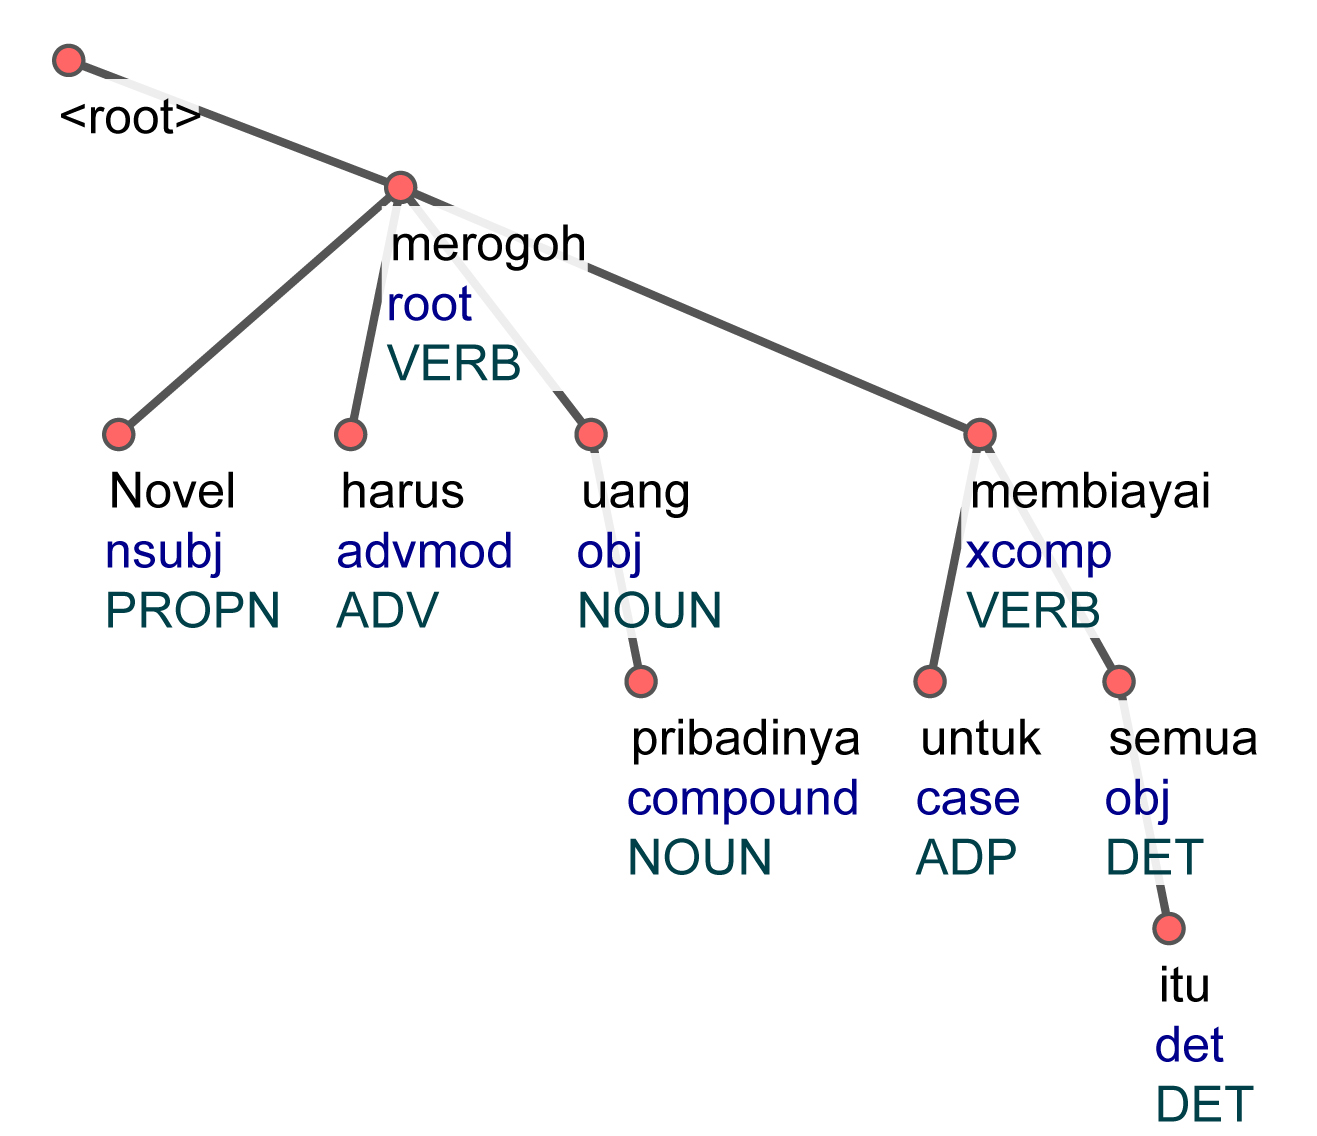 <root>
merogoh
root
VERB
Novel harus uang membiayai
nsubj advmod obj xcomp
PROPN ADV NOUN VERB
pribadinya untuk semua
compound case obj
NOUN ADP DET
itu
det
DET